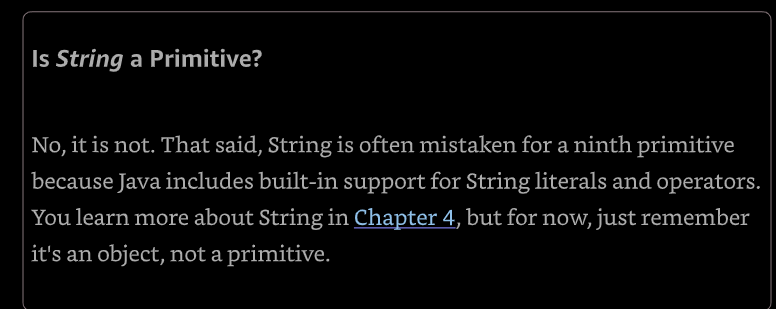 Is String a Primitive?
No, it is not. That said, String is often mistaken for a ninth primitive
because Java includes built-in support for String literals and operators.
You learn more about String in Chapter 4, but for now, just remember
it's an object, not a primitive.